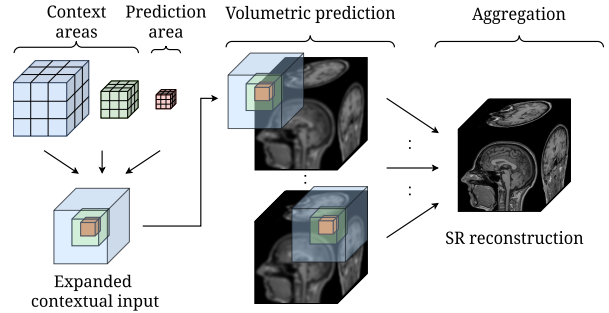 Context
areas
Prediction
area
Volumetric prediction
Aggregation
:
:
:
Expanded
contextual input
SR reconstruction